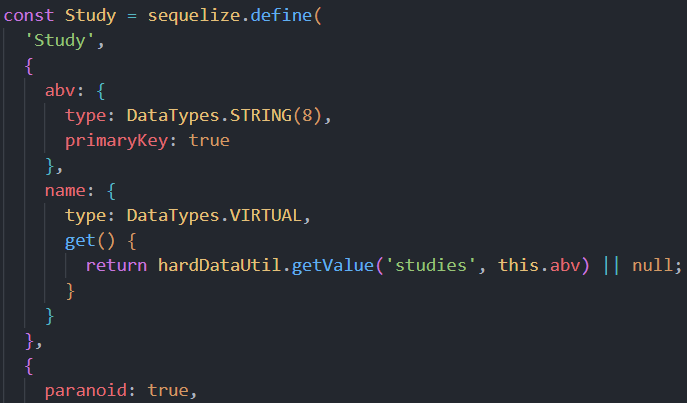 const Study = sequelize.define(
'Study',
{
abv: {
type: DataTypes.STRING(8),
primaryKey: true
},
name: {
type: DataTypes.VIRTUAL,
get() {
return hardDataUtil.getValue('studies', this.abv) || null;
}
}
},
{
paranoid: true,